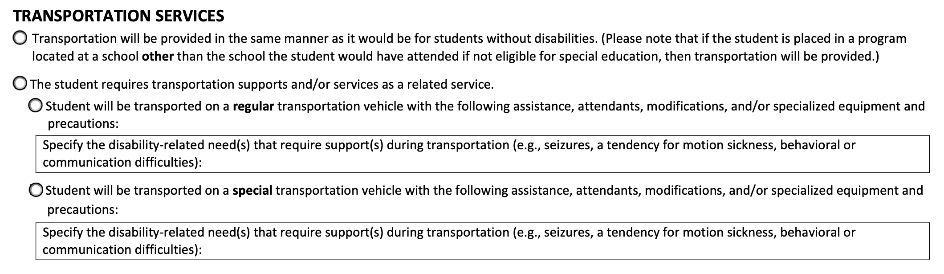 TRANSPORTATION SERVICES
Transportation will be provided in the same manner as it would be for students without disabilities. (Please note that if the student is placed in a program
located at a school other than the school the student would have attended if not eligible for special education, then transportation will be provided.)
The student requires transportation supports and/or services as a related service.
Student will be transported on a regular transportation vehicle with the following assistance, attendants, modifications, and/or specialized equipment and
precautions:
Specify the disability-related need(s) that require support(s) during transportation (e.g., seizures, a tendency for motion sickness, behavioral or
communication difficulties):
Student will be transported on a special transportation vehicle with the following assistance, attendants, modifications, and/or specialized equipment and
precautions:
Specify the disability-related need(s) that require support(s) during transportation (e.g., seizures, a tendency for motion sickness, behavioral or
communication difficulties):